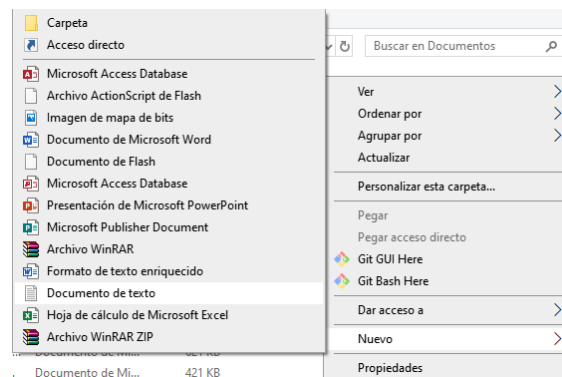 Carpeta
Acceso directo
Microsoft Access Database
Archivo ActionScript de Flash
Imagen de mapa de bits
Documento de Microsoft Word
Documento de Flash
Microsoft Access Database
Presentación de Microsoft PowerPoint
Microsoft Publisher Document
Archivo WinRAR
Formato de texto enriquecido
Documento de texto
Hoja de cálculo de Microsoft Excel
Archivo WinRAR ZIP
Buscar en Documentos
Ver
Ordenar por
Agrupar por
Actualizar
Personalizar esta carpeta...
Pegar
Pegar acceso directo
Git GUI Here
Git Bash Here
Dar acceso a
Nuevo
Propiedades
Documento de Mi... 421 KB